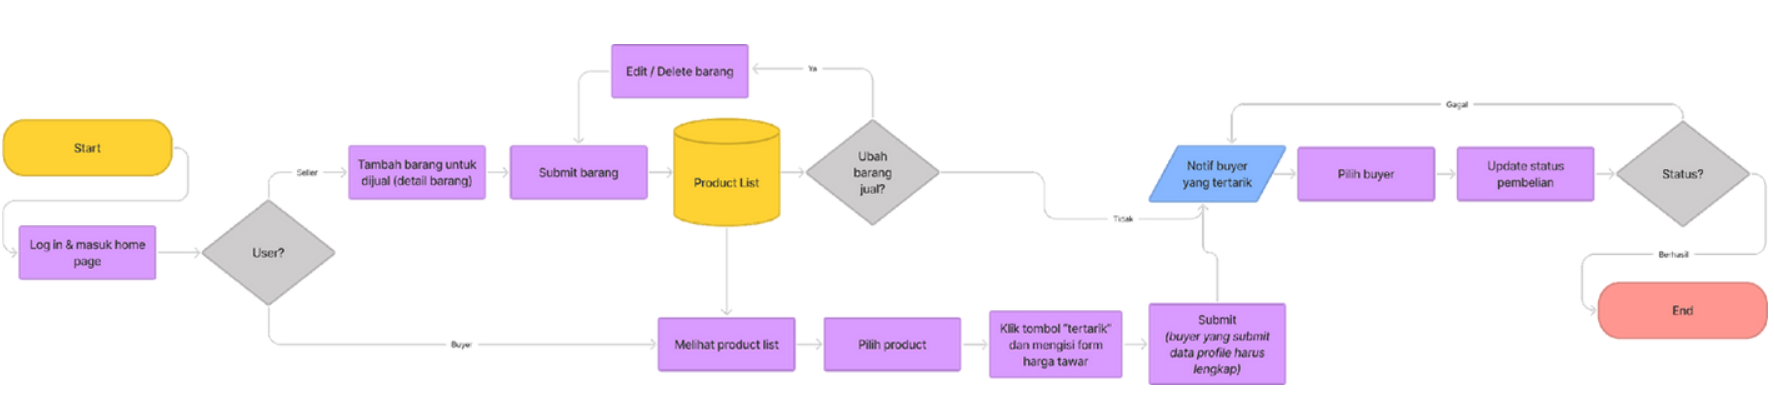 Start
Log in & masuk home
page
User?
Seller
Tambah barang untuk
dijual (detail barang)
Submit barang
Edit / Delete barang
Ya
Product List
Ubah
barang
jual?
Tidak
Buyer
Melihat product list
Pilih product
Klik tombol "tertarik"
dan mengisi form
harga tawar
Submit
(buyer yang submit
data profile harus
lengkap)
Notif buyer
yang tertarik
Pilih buyer
Update status
pembelian
Status?
Gagal
Berhasil
End